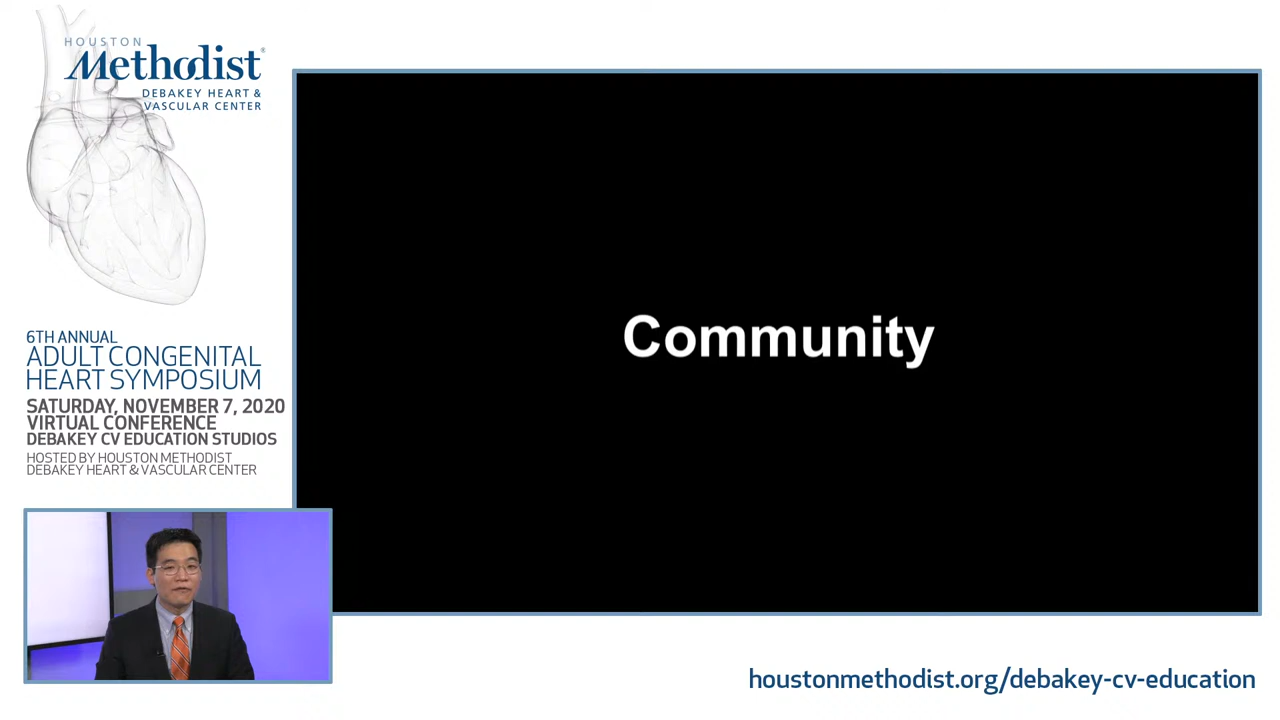 HOUSTON
Methodist®
DEBAKEY HEART &
VASCULAR CENTER
6TH ANNUAL
ADULT CONGENITAL
HEART SYMPOSIUM
SATURDAY, NOVEMBER 7, 2020
VIRTUAL CONFERENCE
DEBAKEY CV EDUCATION STUDIOS
HOSTED BY HOUSTON METHODIST
DEBAKEY HEART & VASCULAR CENTER
Community
houstonmethodist.org/debakey-cv-education